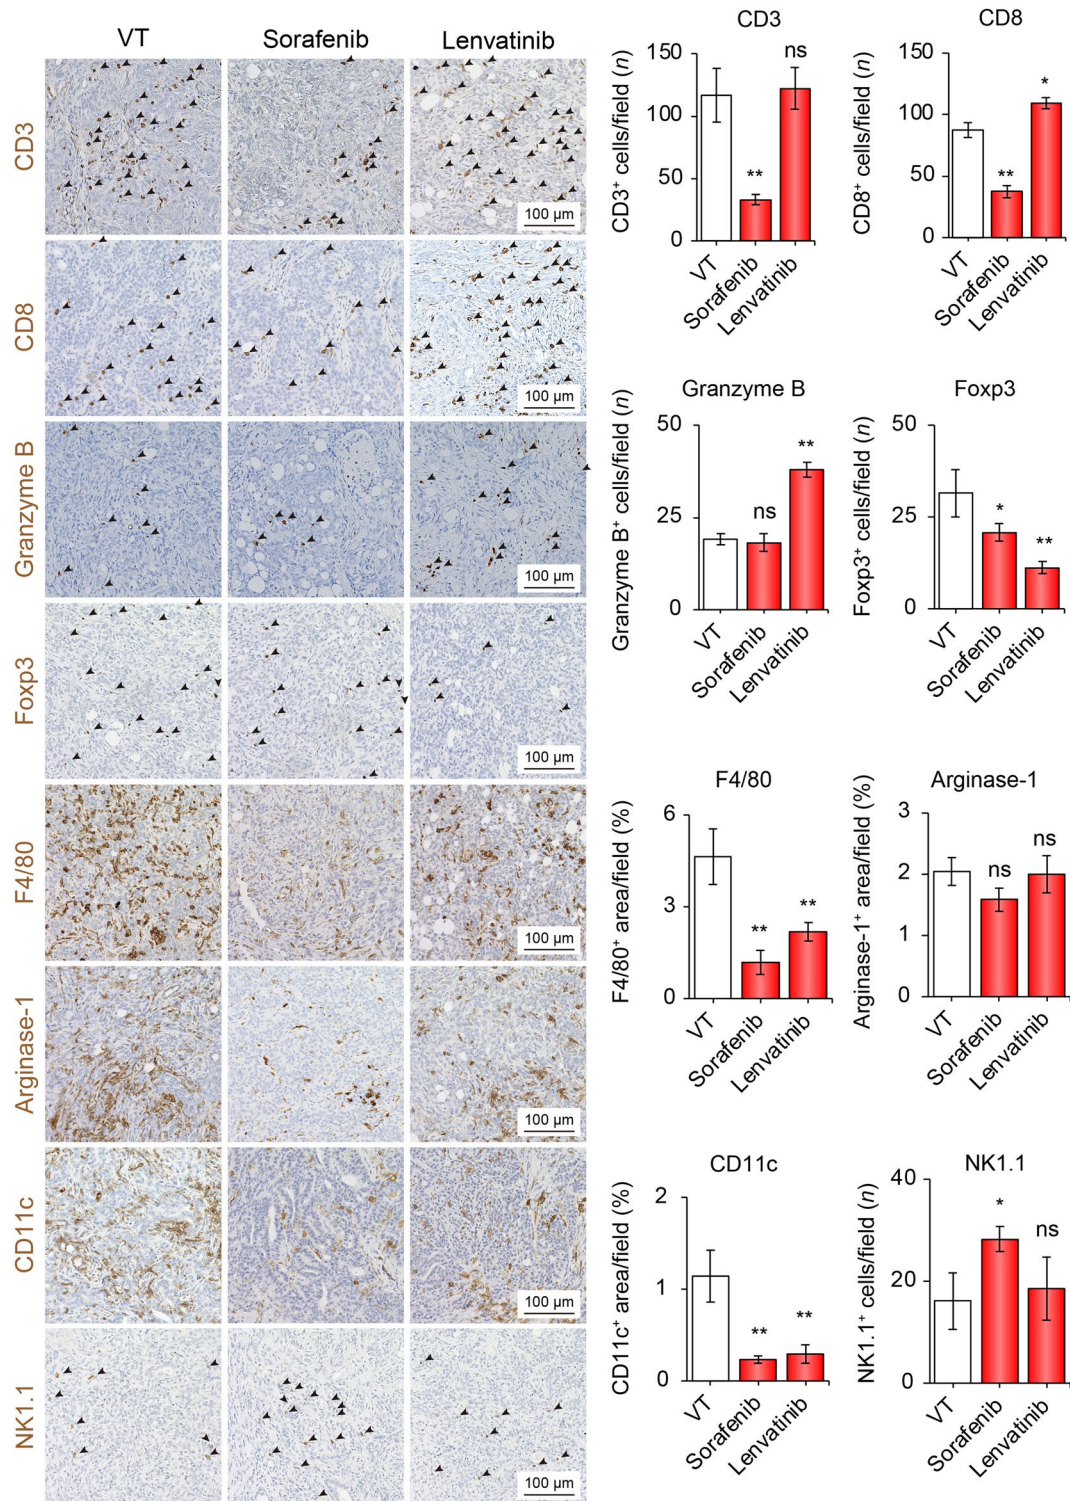 VT
Sorafenib
Lenvatinib
CD3
100 µm
CD8
100 µm
Granzyme B
100 µm
Foxp3
100 µm
F4/80
100 µm
Arginase-1
100 µm
CD11c
100 µm
NK1.1
100 µm
CD3
CD3⁺ cells/field (n)
150
100
50
0
**
ns
VT
Sorafenib
Lenvatinib
CD8
CD8⁺ cells/field (n)
150
100
50
0
**
*
VT
Sorafenib
Lenvatinib
Granzyme B
Granzyme B⁺ cells/field (n)
50
25
0
ns
**
VT
Sorafenib
Lenvatinib
Foxp3
Foxp3⁺ cells/field (n)
50
25
0
*
**
VT
Sorafenib
Lenvatinib
F4/80
F4/80⁺ area/field (%)
6
3
0
**
**
VT
Sorafenib
Lenvatinib
Arginase-1
Arginase-1⁺ area/field (%)
3
2
1
0
ns
ns
VT
Sorafenib
Lenvatinib
CD11c
CD11c⁺ area/field (%)
2
1
0
**
**
VT
Sorafenib
Lenvatinib
NK1.1
NK1.1⁺ cells/field (n)
40
20
0
*
ns
VT
Sorafenib
Lenvatinib